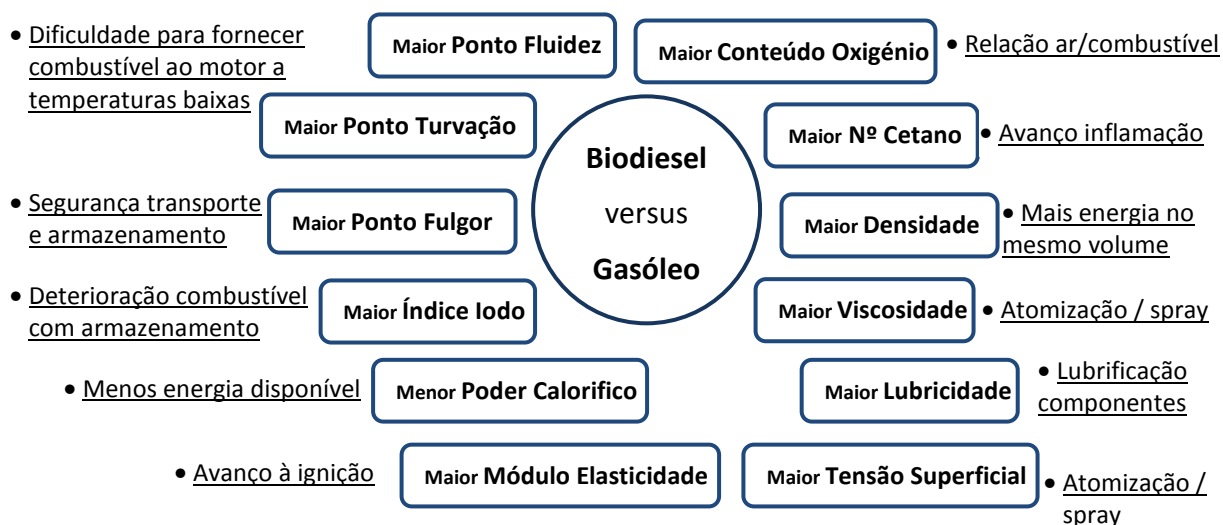 • Dificuldade para fornecer
combustível ao motor a
temperaturas baixas
Maior Ponto Fluidez
Maior Conteúdo Oxigénio
• Relação ar/combustível
Maior Ponto Turvação
Maior Nº Cetano
• Avanço inflamação
Biodiesel
versus
Gasóleo
• Segurança transporte
e armazenamento
Maior Ponto Fulgor
Maior Densidade
• Mais energia no
mesmo volume
• Deterioração combustível
com armazenamento
Maior Índice Iodo
Maior Viscosidade
• Atomização / spray
• Menos energia disponível
Menor Poder Calorifico
Maior Lubricidade
• Lubrificação
componentes
• Avanço à ignição
Maior Módulo Elasticidade
Maior Tensão Superficial
• Atomização /
spray